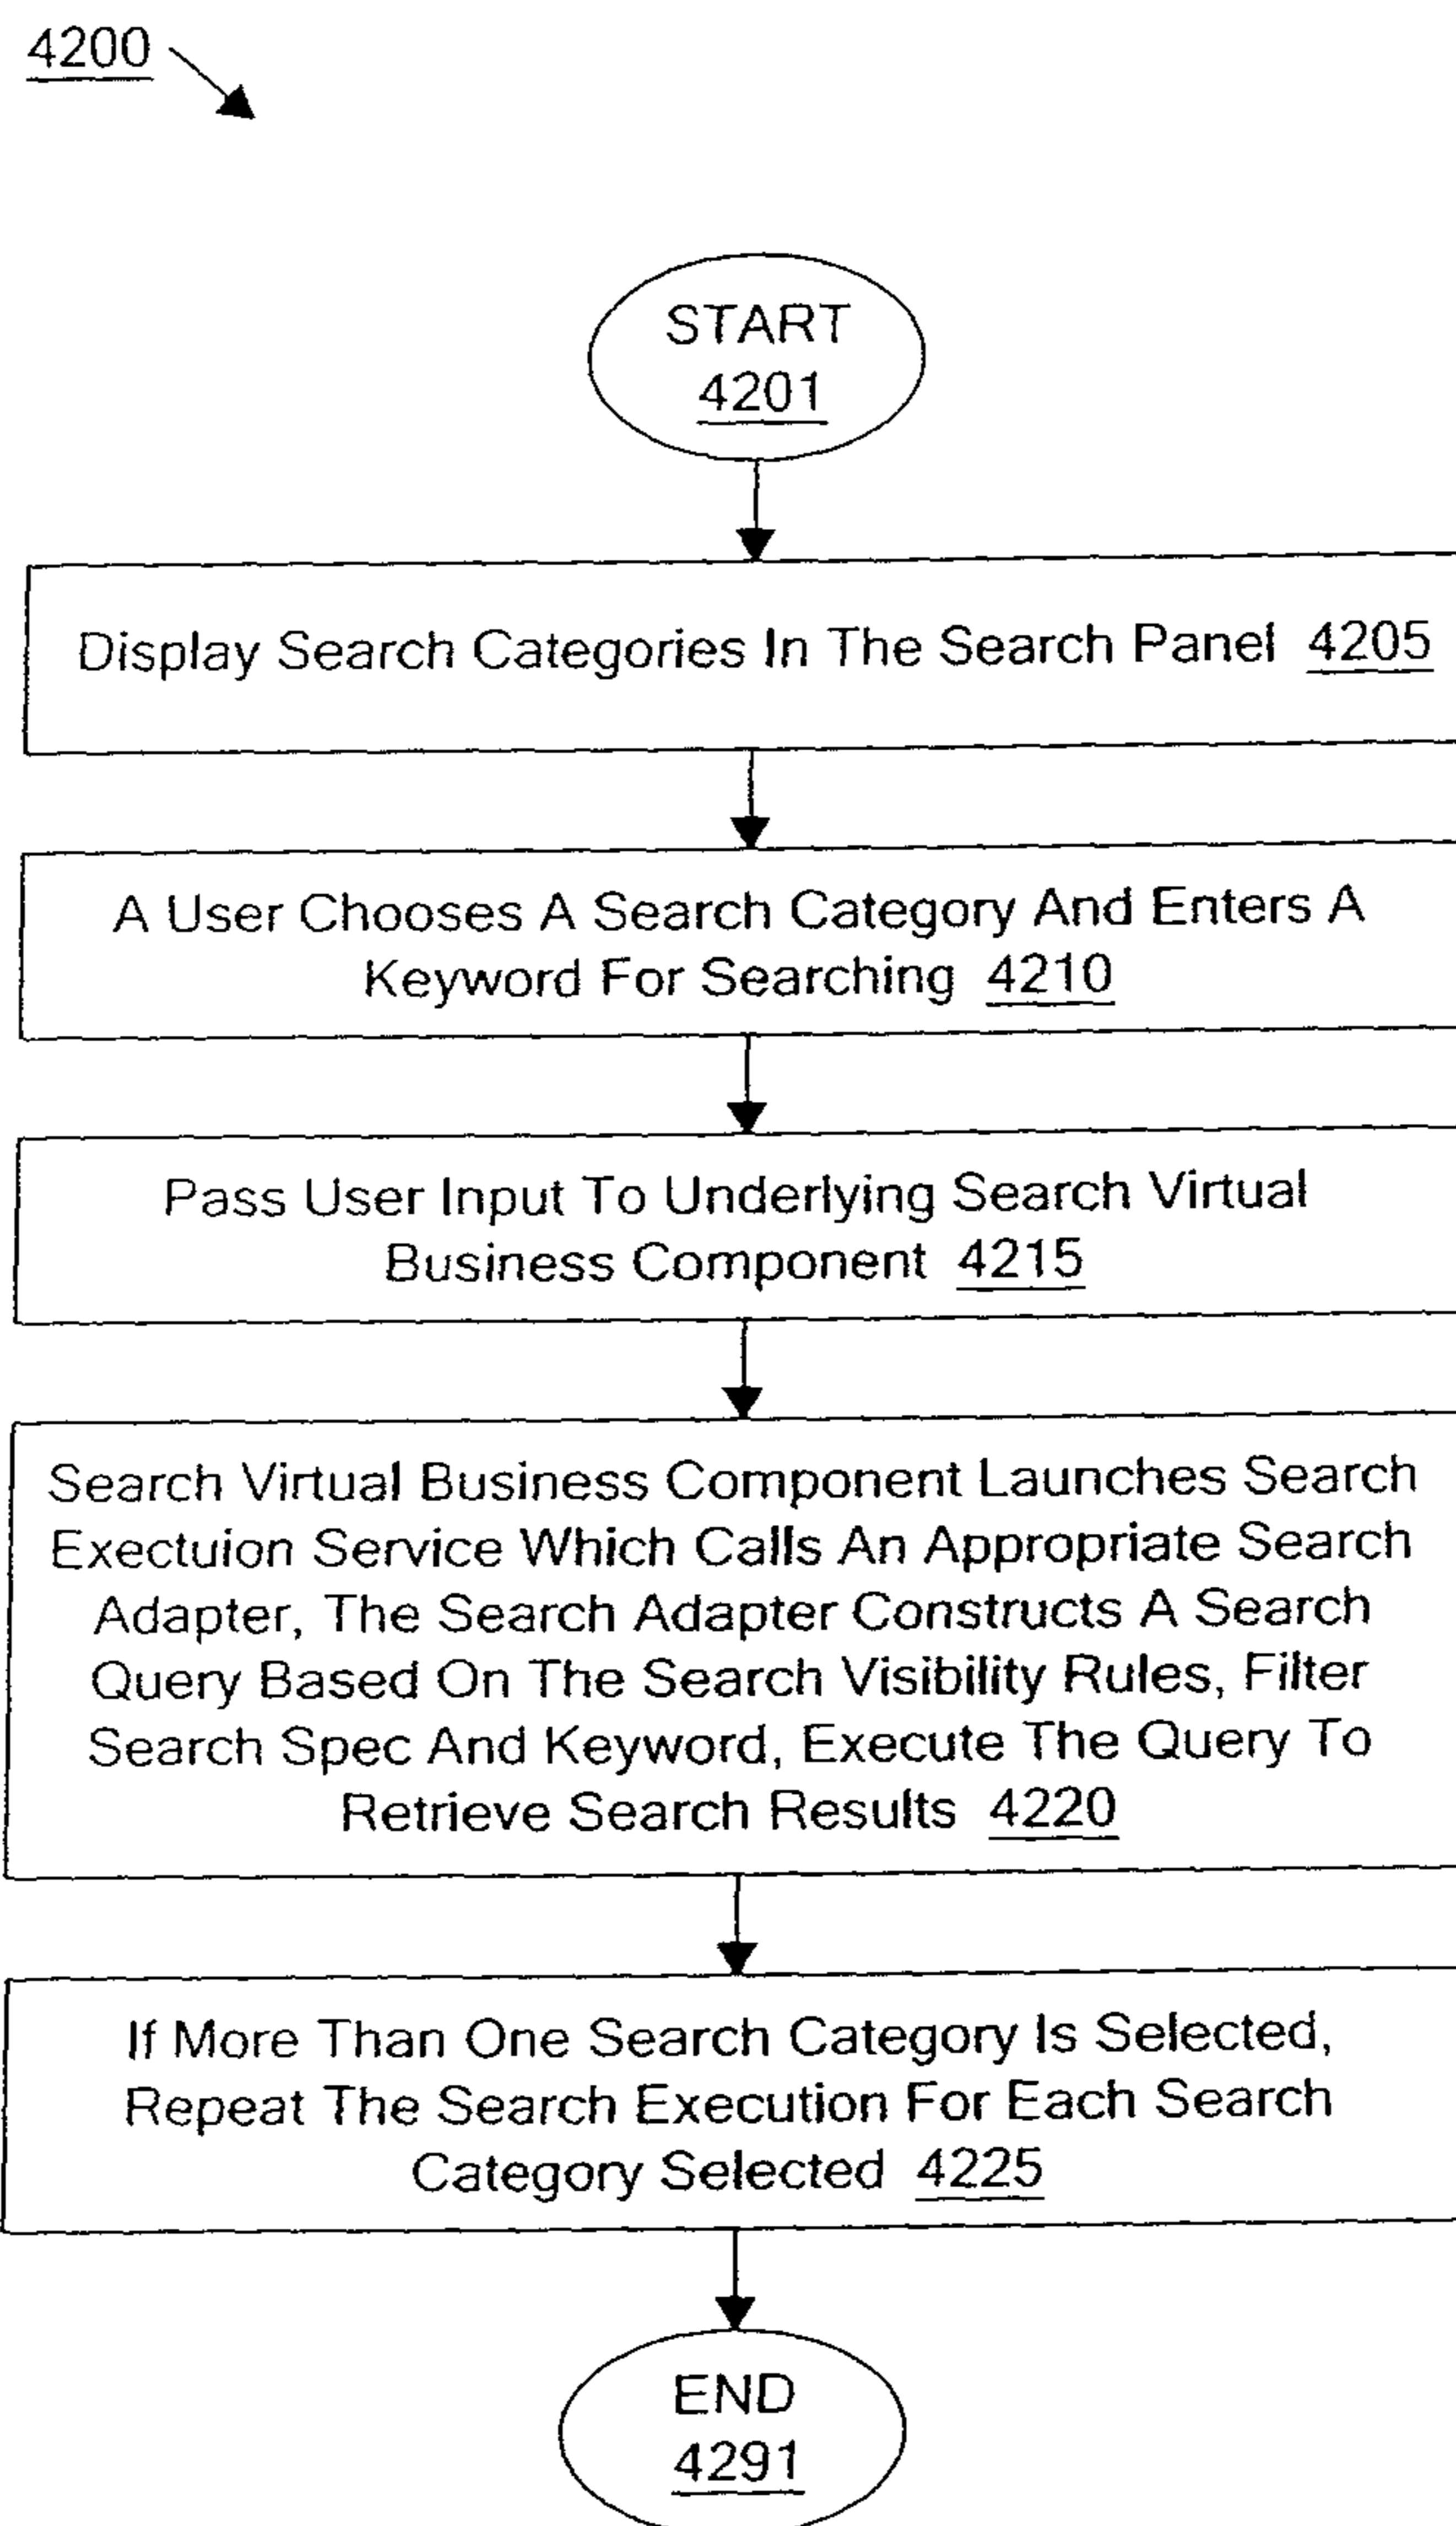 4200
START
4201
Display Search Categories In The Search Panel 4205
A User Chooses A Search Category And Enters A
Keyword For Searching 4210
Pass User Input To Underlying Search Virtual
Business Component 4215
Search Virtual Business Component Launches Search
Exectuion Service Which Calls An Appropriate Search
Adapter, The Search Adapter Constructs A Search
Query Based On The Search Visibility Rules, Filter
Search Spec And Keyword, Execute The Query To
Retrieve Search Results 4220
If More Than One Search Category Is Selected,
Repeat The Search Execution For Each Search
Category Selected 4225
END
4291